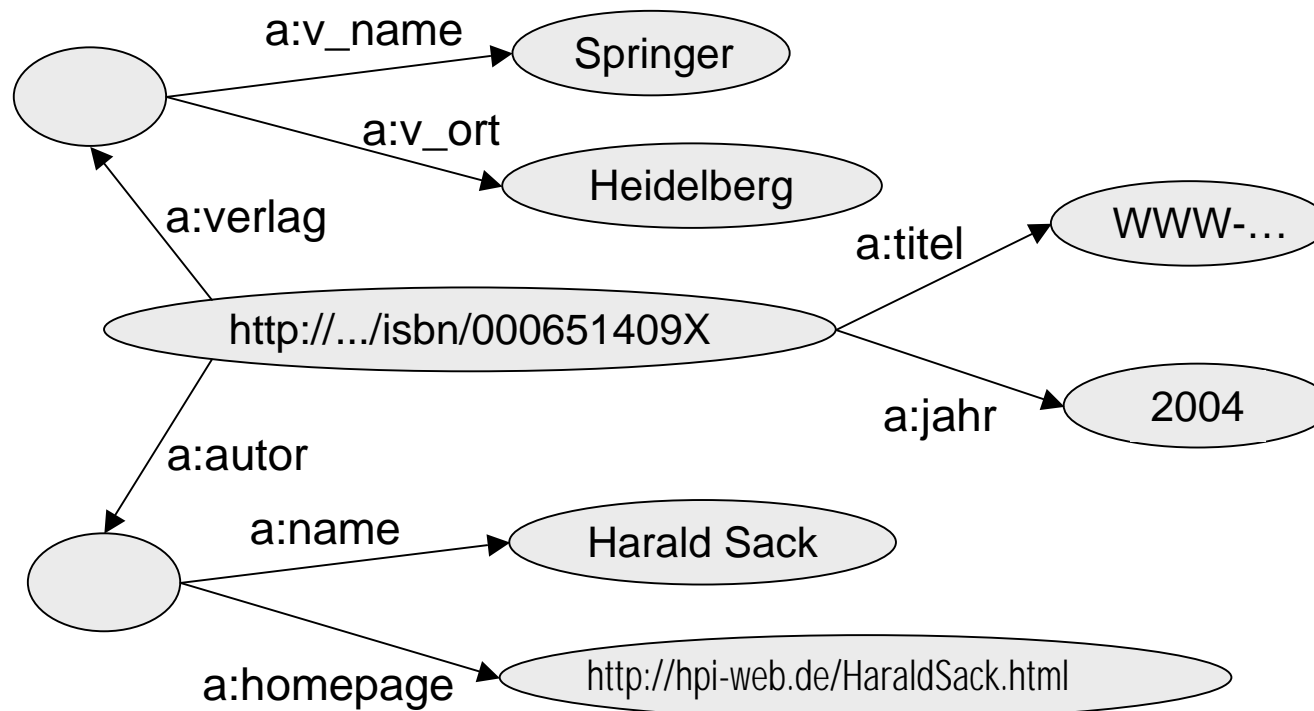 a:v_name
Springer
a:v_ort
Heidelberg
a:verlag
a:titel
WWW-…
http://.../isbn/000651409X
a:jahr
2004
a:autor
a:name
Harald Sack
a:homepage
http://hpi-web.de/HaraldSack.html